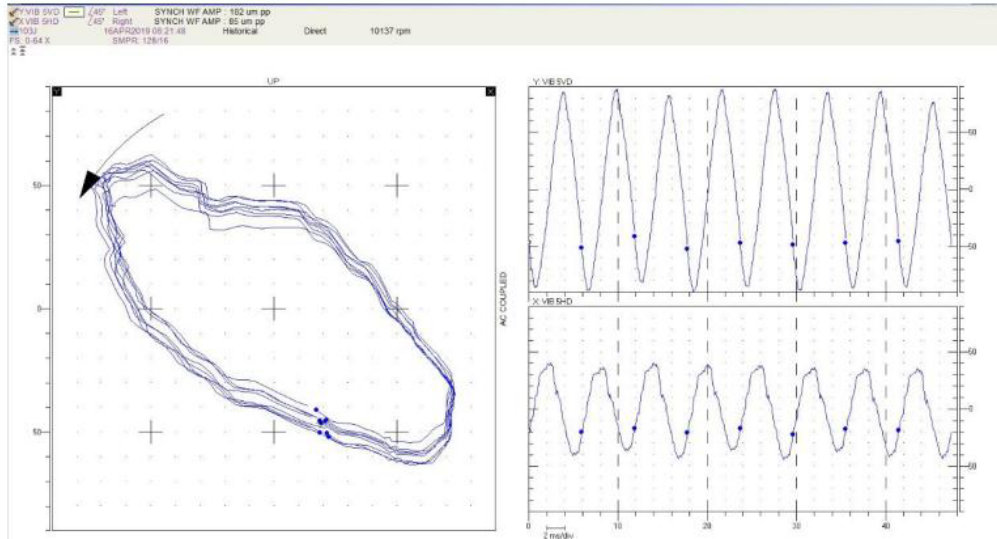 Y:VIB 5VD ∠45° Left SYNCH WF AMP : 182 um pp
X:VIB 5HD ∠45° Right SYNCH WF AMP : 85 um pp
103J 16APR2019 08:21:48 Historical Direct 10137 rpm
FS: 0-64 X SMPR: 128/16
UP
Y
X
50
0
50
AC COUPLED
Y: VIB 5VD
50
0
50
X: VIB 5HD
50
0
50
0 10 20 30 40
2 ms/div